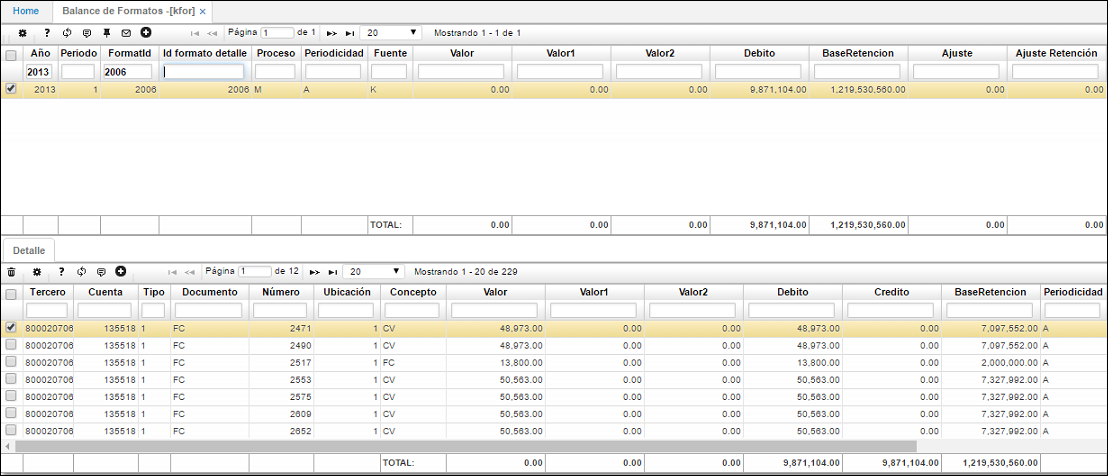 Home Balance de Formatos -[kfor] ×
? Página 1 de 1 20 Mostrando 1 - 1 de 1
Año Periodo FormatId Id formato detalle Proceso Periodicidad Fuente Valor Valor1 Valor2 Debito BaseRetencion Ajuste Ajuste Retención
2013 2006
2013 1 2006 2006 M A K 0.00 0.00 0.00 9,871,104.00 1,219,530,560.00 0.00 0.00
TOTAL: 0.00 0.00 0.00 9,871,104.00 1,219,530,560.00 0.00 0.00
Detalle
? Página 1 de 12 20 Mostrando 1 - 20 de 229
Tercero Cuenta Tipo Documento Número Ubicación Concepto Valor Valor1 Valor2 Debito Credito BaseRetencion Periodicidad
800020706 135518 1 FC 2471 1 CV 48,973.00 0.00 0.00 48,973.00 0.00 7,097,552.00 A
800020706 135518 1 FC 2490 1 CV 48,973.00 0.00 0.00 48,973.00 0.00 7,097,552.00 A
800020706 135518 1 FC 2517 1 FC 13,800.00 0.00 0.00 13,800.00 0.00 2,000,000.00 A
800020706 135518 1 FC 2553 1 CV 50,563.00 0.00 0.00 50,563.00 0.00 7,327,992.00 A
800020706 135518 1 FC 2575 1 CV 50,563.00 0.00 0.00 50,563.00 0.00 7,327,992.00 A
800020706 135518 1 FC 2609 1 CV 50,563.00 0.00 0.00 50,563.00 0.00 7,327,992.00 A
800020706 135518 1 FC 2652 1 CV 50,563.00 0.00 0.00 50,563.00 0.00 7,327,992.00 A
TOTAL: 0.00 0.00 0.00 9,871,104.00 9,871,104.00 1,219,530,560.00